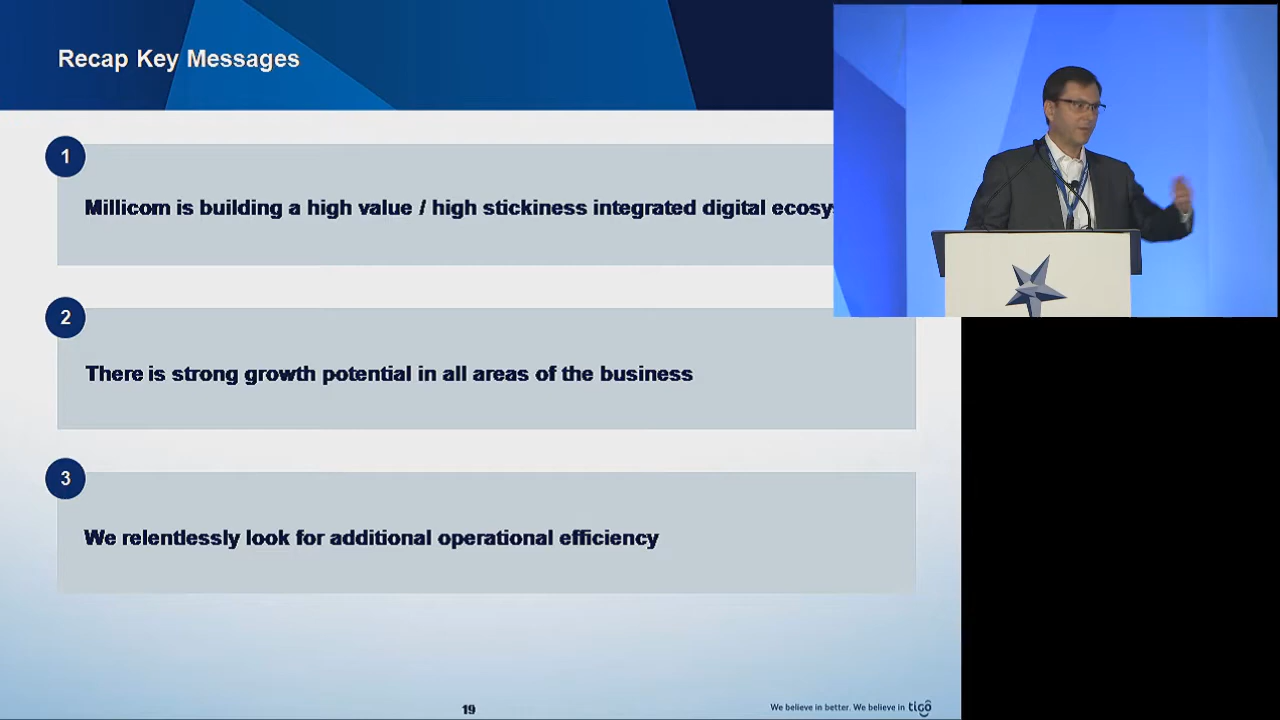 Recap Key Messages
1
Millicom is building a high value / high stickiness integrated digital ecosy
2
There is strong growth potential in all areas of the business
3
We relentlessly look for additional operational efficiency
19
We believe in better. We believe in tigo